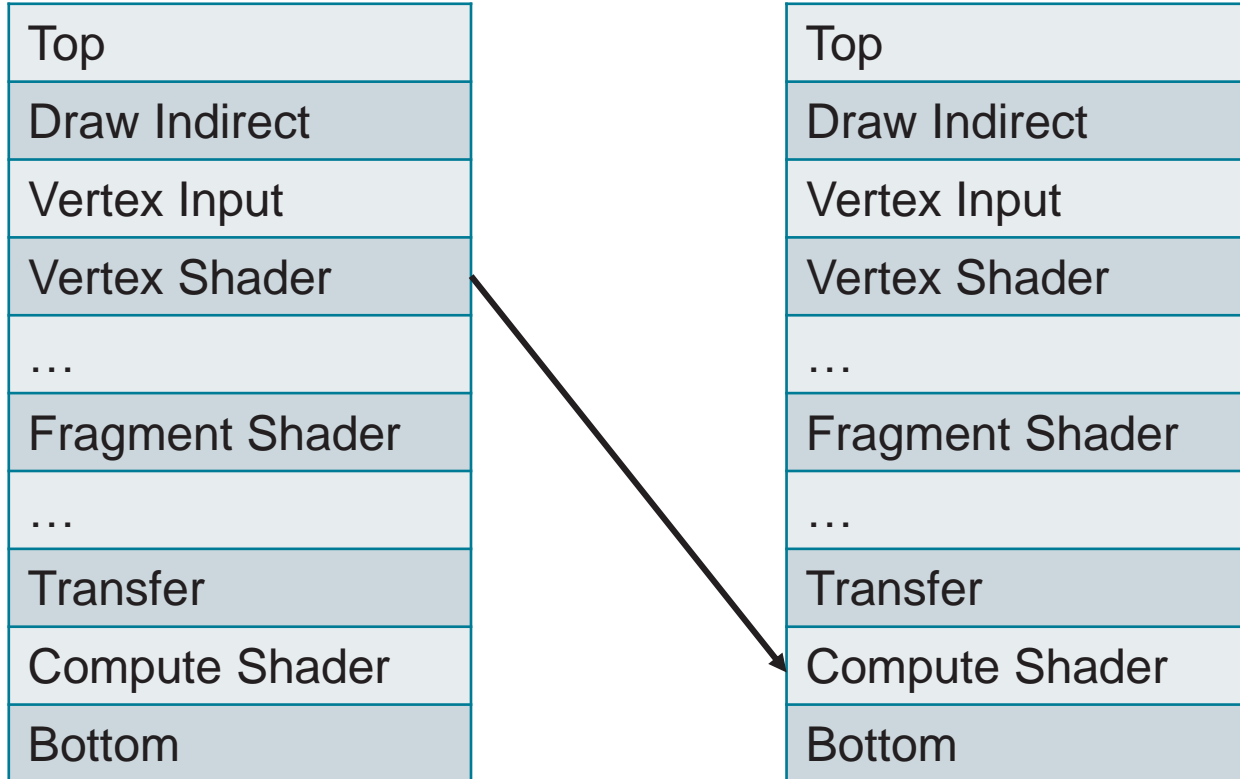 Top
Draw Indirect
Vertex Input
Vertex Shader
…
Fragment Shader
…
Transfer
Compute Shader
Bottom
Top
Draw Indirect
Vertex Input
Vertex Shader
…
Fragment Shader
…
Transfer
Compute Shader
Bottom